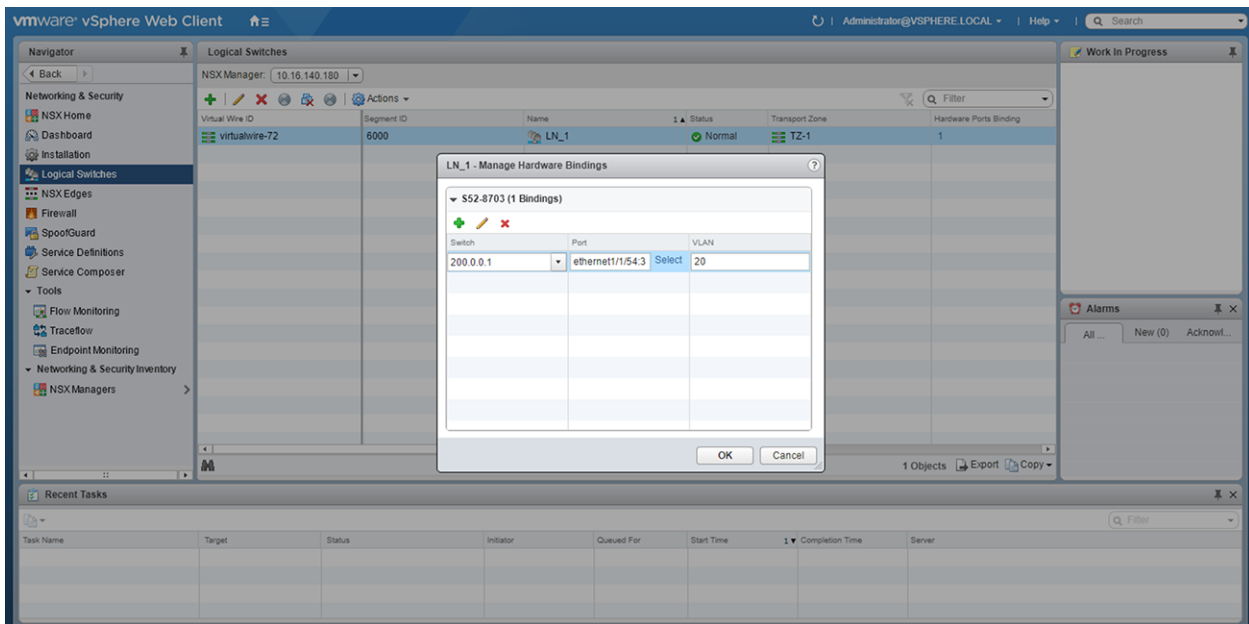 vmware® vSphere Web Client
Administrator@VSPHERE.LOCAL | Help | Search
Navigator
Back
Networking & Security
NSX Home
Dashboard
Installation
Logical Switches
NSX Edges
Firewall
SpoofGuard
Service Definitions
Service Composer
Tools
Flow Monitoring
Traceflow
Endpoint Monitoring
Networking & Security Inventory
NSX Managers
Logical Switches
NSX Manager: 10.16.140.180
Actions
Filter
Virtual Wire ID Segment ID Name 1 Status Transport Zone Hardware Ports Binding
virtualwire-72 6000 LN_1 Normal TZ-1 1
LN_1 - Manage Hardware Bindings ?
S52-8703 (1 Bindings)
Switch Port VLAN
200.0.0.1 ethernet1/1/54:3 Select 20
OK Cancel
1 Objects Export Copy
Work In Progress
Alarms
All ... New (0) Acknowl...
Recent Tasks
Filter
Task Name Target Status Initiator Queued For Start Time 1 Completion Time Server